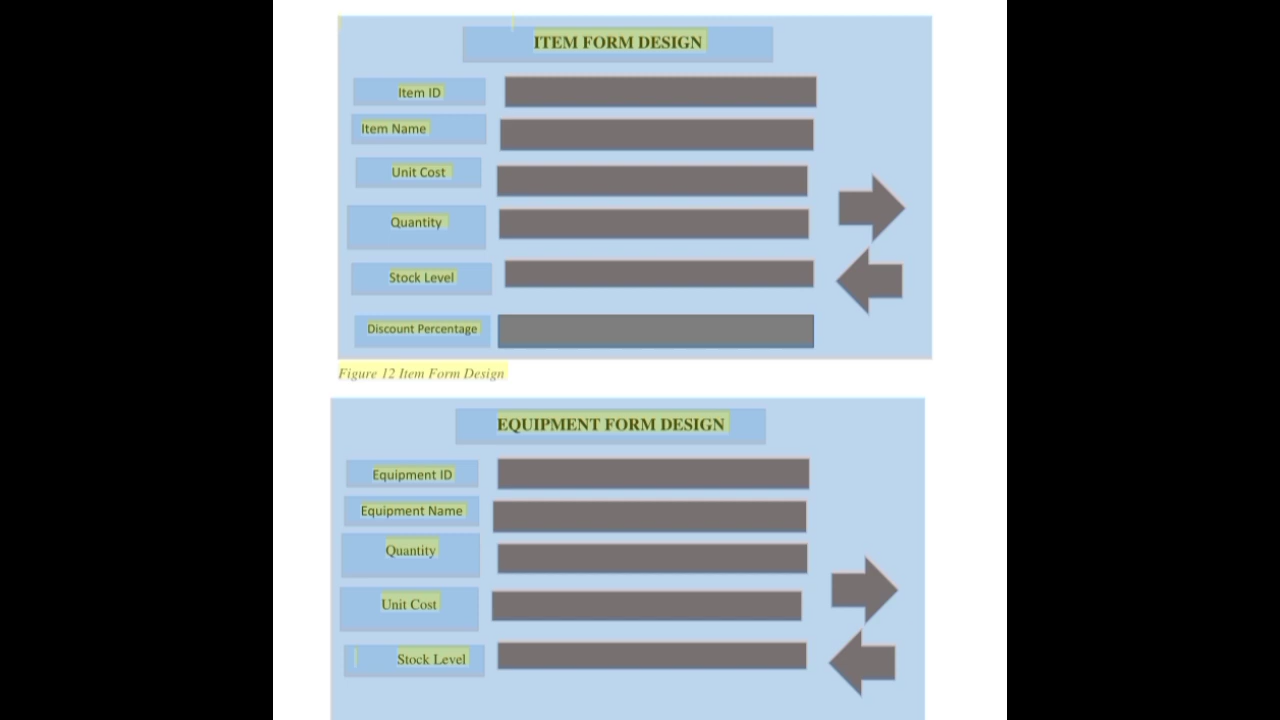 ITEM FORM DESIGN
Item ID
Item Name
Unit Cost
Quantity
Stock Level
Discount Percentage
Figure 12 Item Form Design
EQUIPMENT FORM DESIGN
Equipment ID
Equipment Name
Quantity
Unit Cost
Stock Level